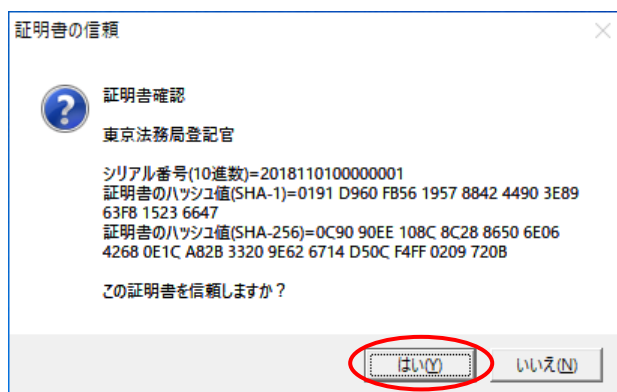 証明書の信頼
証明書確認
東京法務局登記官
シリアル番号(10進数)=2018110100000001
証明書のハッシュ値(SHA-1)=0191 D960 FB56 1957 8842 4490 3E89
63F8 1523 6647
証明書のハッシュ値(SHA-256)=0C90 90EE 108C 8C28 8650 6E06
4268 0E1C A82B 3320 9E62 6714 D50C F4FF 0209 720B
この証明書を信頼しますか？
はい(Y) いいえ(N)